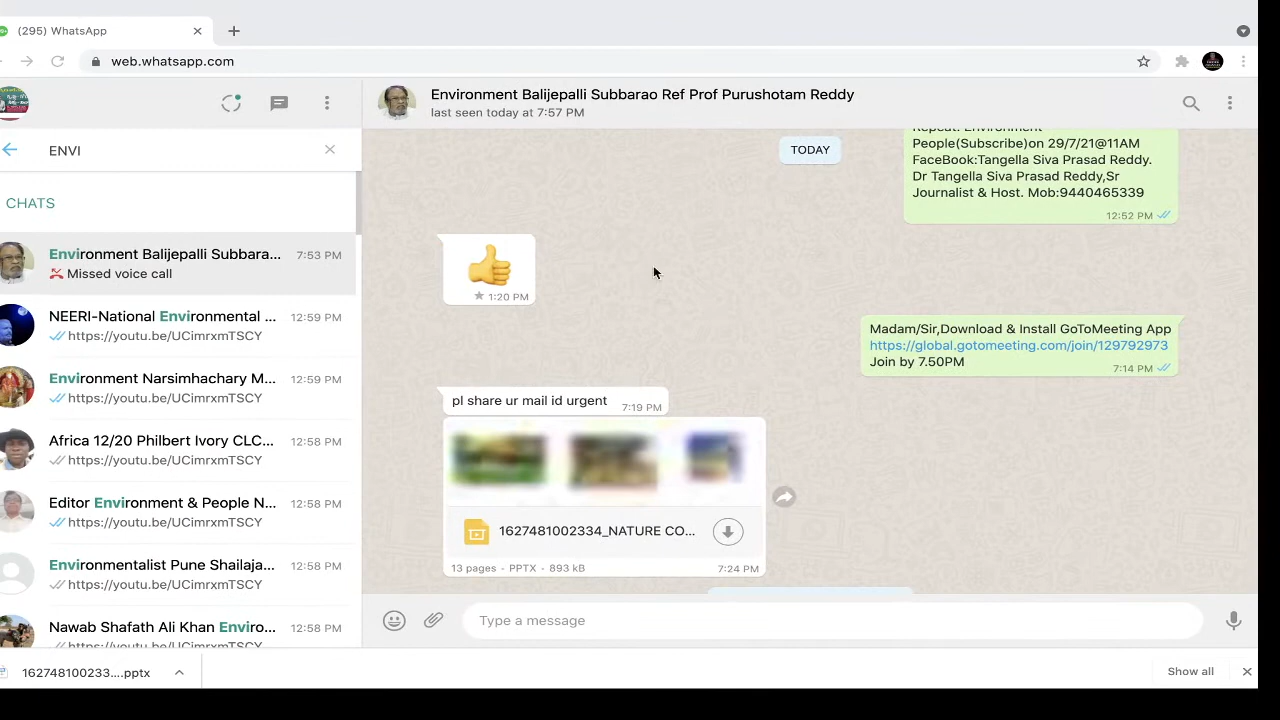 (295) WhatsApp
web.whatsapp.com
ENVI
CHATS
Environment Balijepalli Subbara... 7:53 PM
Missed voice call
NEERI-National Environmental ... 12:59 PM
https://youtu.be/UCimrxmTSCY
Environment Narsimhachary M... 12:59 PM
https://youtu.be/UCimrxmTSCY
Africa 12/20 Philbert Ivory CLC... 12:58 PM
https://youtu.be/UCimrxmTSCY
Editor Environment & People N... 12:58 PM
https://youtu.be/UCimrxmTSCY
Environmentalist Pune Shailaja... 12:58 PM
https://youtu.be/UCimrxmTSCY
Nawab Shafath Ali Khan Enviro... 12:58 PM
https://youtu.be/UCimrxmTSCY
Environment Balijepalli Subbarao Ref Prof Purushotam Reddy
last seen today at 7:57 PM
TODAY
Repeat: Environment
People(Subscribe)on 29/7/21@11AM
FaceBook:Tangella Siva Prasad Reddy.
Dr Tangella Siva Prasad Reddy,Sr
Journalist & Host. Mob:9440465339
12:52 PM
1:20 PM
Madam/Sir,Download & Install GoToMeeting App
https://global.gotomeeting.com/join/129792973
Join by 7.50PM
7:14 PM
pl share ur mail id urgent 7:19 PM
1627481002334_NATURE CO...
13 pages - PPTX - 893 kB 7:24 PM
Type a message
162748100233....pptx
Show all